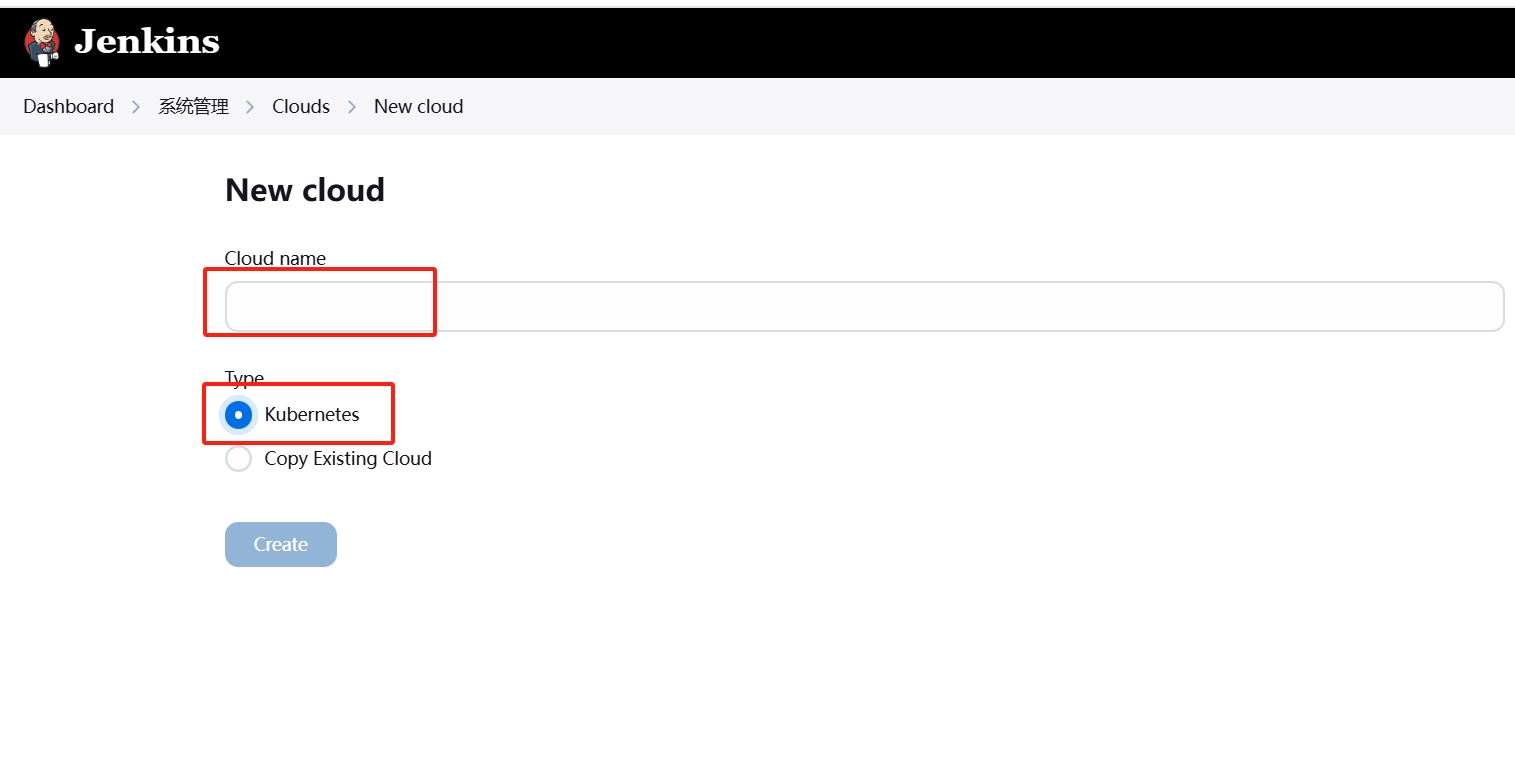 Jenkins
Dashboard > 系统管理 > Clouds > New cloud
New cloud
Cloud name
Type
Kubernetes
Copy Existing Cloud
Create